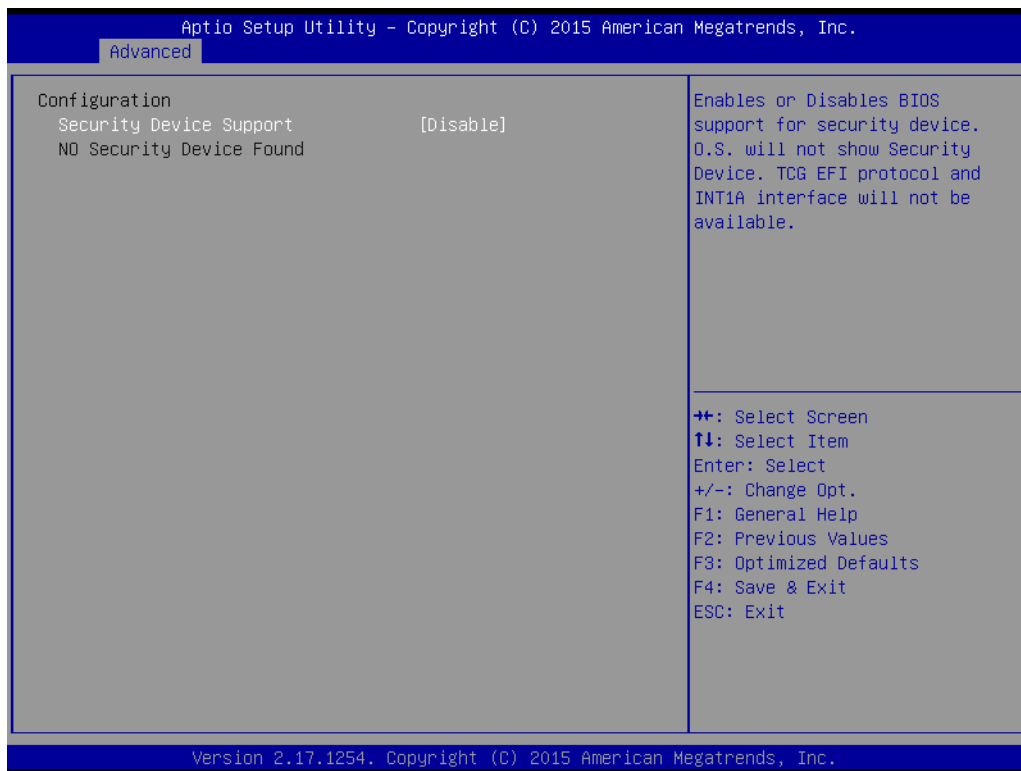 Aptio Setup Utility – Copyright (C) 2015 American Megatrends, Inc.
Advanced
Configuration
Security Device Support [Disable]
NO Security Device Found
Enables or Disables BIOS
support for security device.
O.S. will not show Security
Device. TCG EFI protocol and
INT1A interface will not be
available.
→←: Select Screen
↑↓: Select Item
Enter: Select
+/-: Change Opt.
F1: General Help
F2: Previous Values
F3: Optimized Defaults
F4: Save & Exit
ESC: Exit
Version 2.17.1254. Copyright (C) 2015 American Megatrends, Inc.